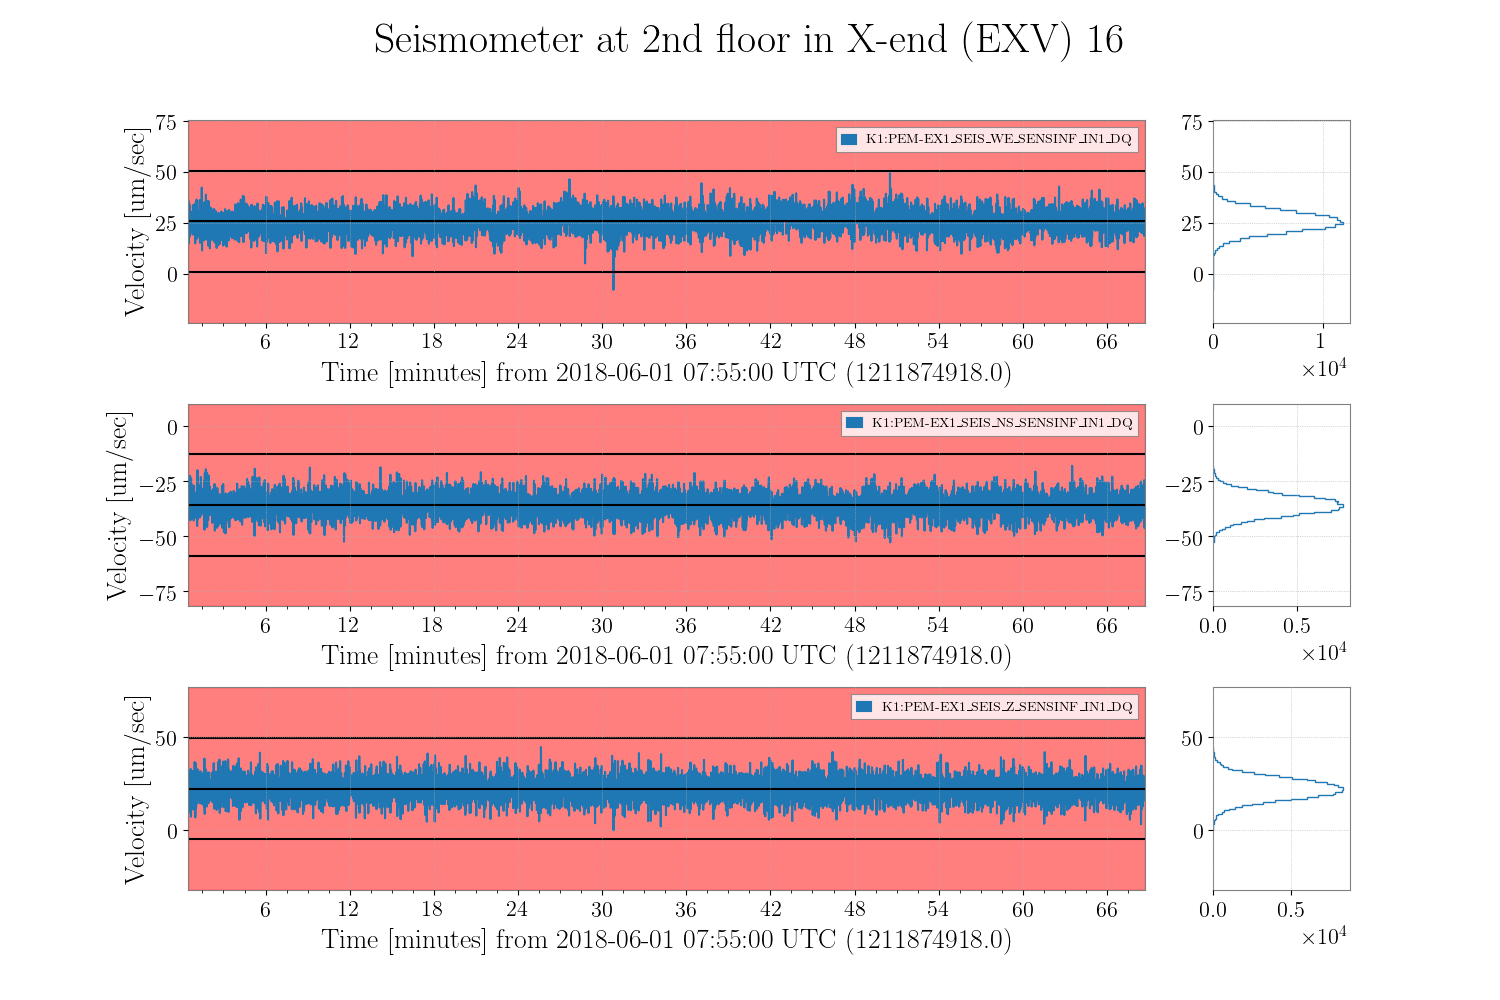 Seismometer at 2nd floor in X-end (EXV) 16
Velocity [um/sec]
75
50
25
0
K1:PEM-EX1_SEIS_WE_SENSINF_IN1_DQ
6 12 18 24 30 36 42 48 54 60 66
Time [minutes] from 2018-06-01 07:55:00 UTC (1211874918.0)
75
50
25
0
0 1
×10⁴
Velocity [um/sec]
0
−25
−50
−75
K1:PEM-EX1_SEIS_NS_SENSINF_IN1_DQ
6 12 18 24 30 36 42 48 54 60 66
Time [minutes] from 2018-06-01 07:55:00 UTC (1211874918.0)
0
−25
−50
−75
0.0 0.5
×10⁴
Velocity [um/sec]
50
0
K1:PEM-EX1_SEIS_Z_SENSINF_IN1_DQ
6 12 18 24 30 36 42 48 54 60 66
Time [minutes] from 2018-06-01 07:55:00 UTC (1211874918.0)
50
0
0.0 0.5
×10⁴